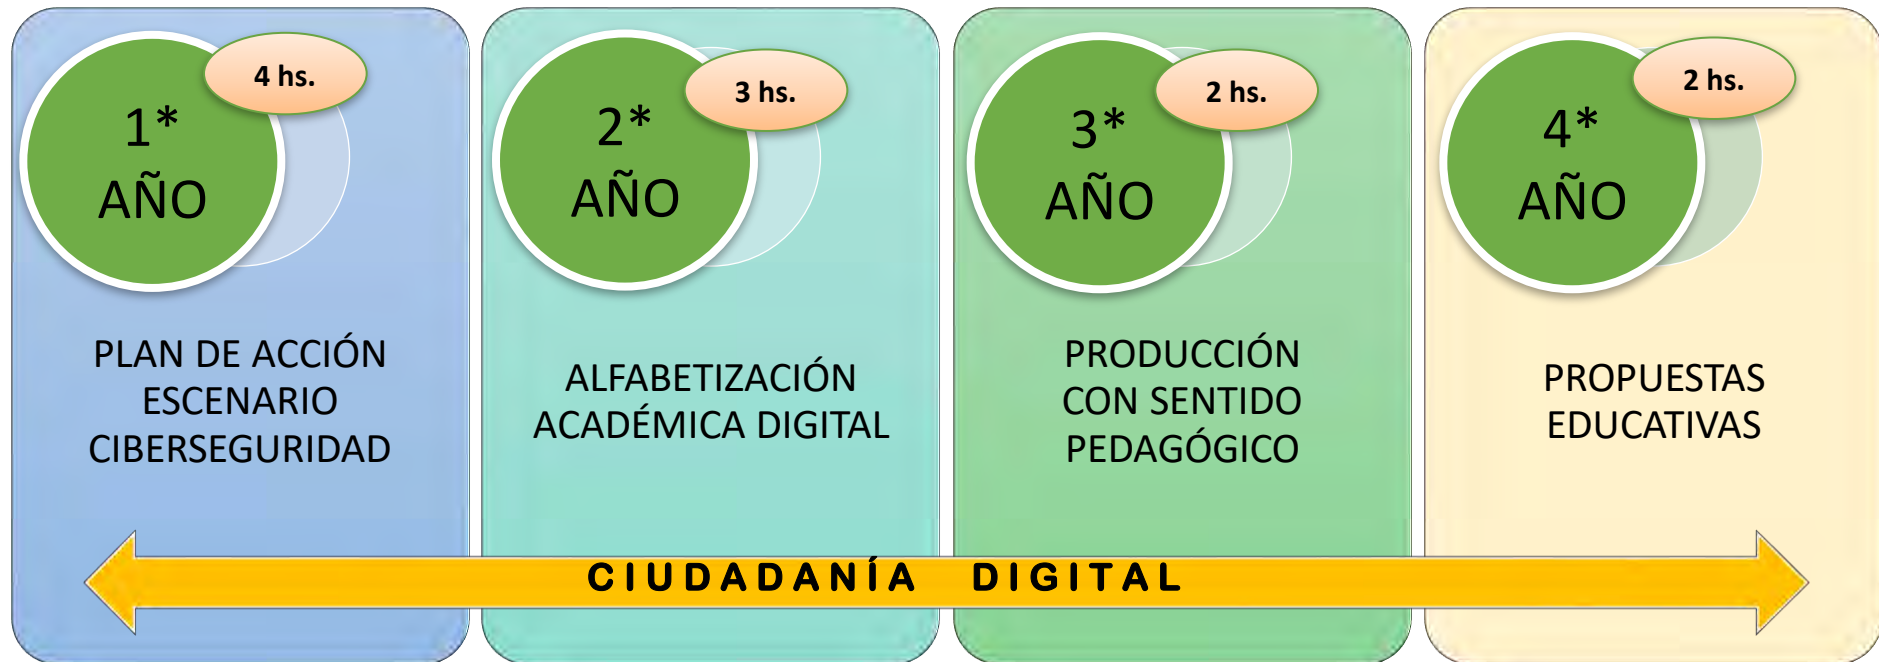 1*
AÑO
4 hs.
PLAN DE ACCIÓN
ESCENARIO
CIBERSEGURIDAD
2*
AÑO
3 hs.
ALFABETIZACIÓN
ACADÉMICA DIGITAL
3*
AÑO
2 hs.
PRODUCCIÓN
CON SENTIDO
PEDAGÓGICO
4*
AÑO
2 hs.
PROPUESTAS
EDUCATIVAS
CIUDADANÍA DIGITAL